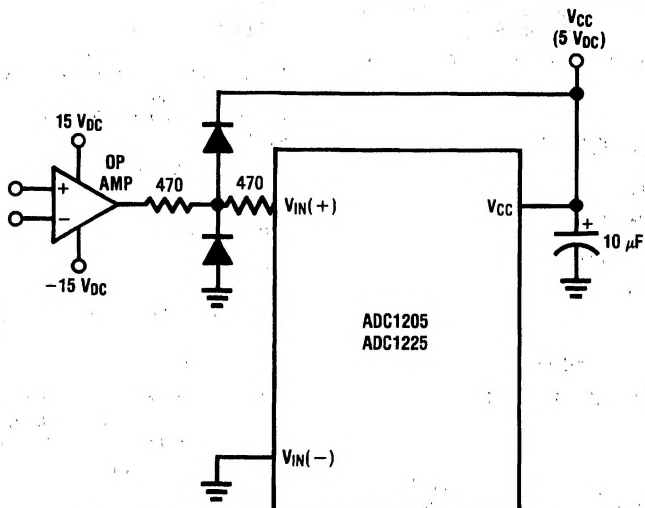 VCC
(5 VDC)
15 VDC
OP
AMP
+
−
470
470
−15 VDC
VIN(+)
VCC
+
10 µF
ADC1205
ADC1225
VIN(−)